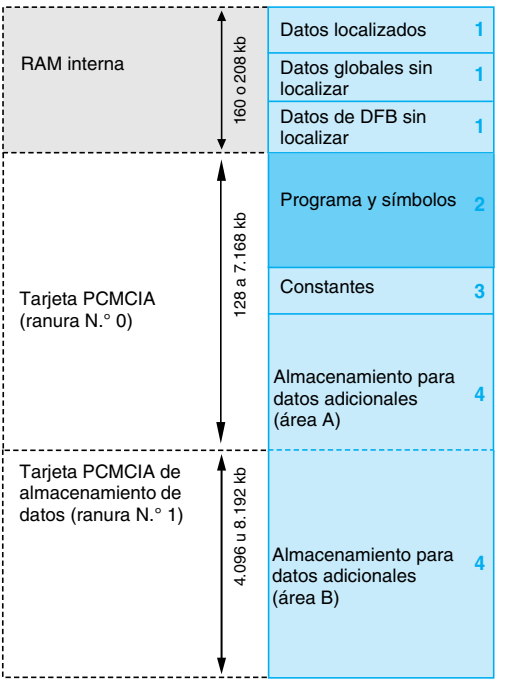 RAM interna
160 o 208 kb
Datos localizados 1
Datos globales sin
localizar 1
Datos de DFB sin
localizar 1
Tarjeta PCMCIA
(ranura N.° 0)
128 a 7.168 kb
Programa y símbolos 2
Constantes 3
Almacenamiento para
datos adicionales 4
(área A)
Tarjeta PCMCIA de
almacenamiento de
datos (ranura N.° 1)
4.096 u 8.192 kb
Almacenamiento para
datos adicionales 4
(área B)